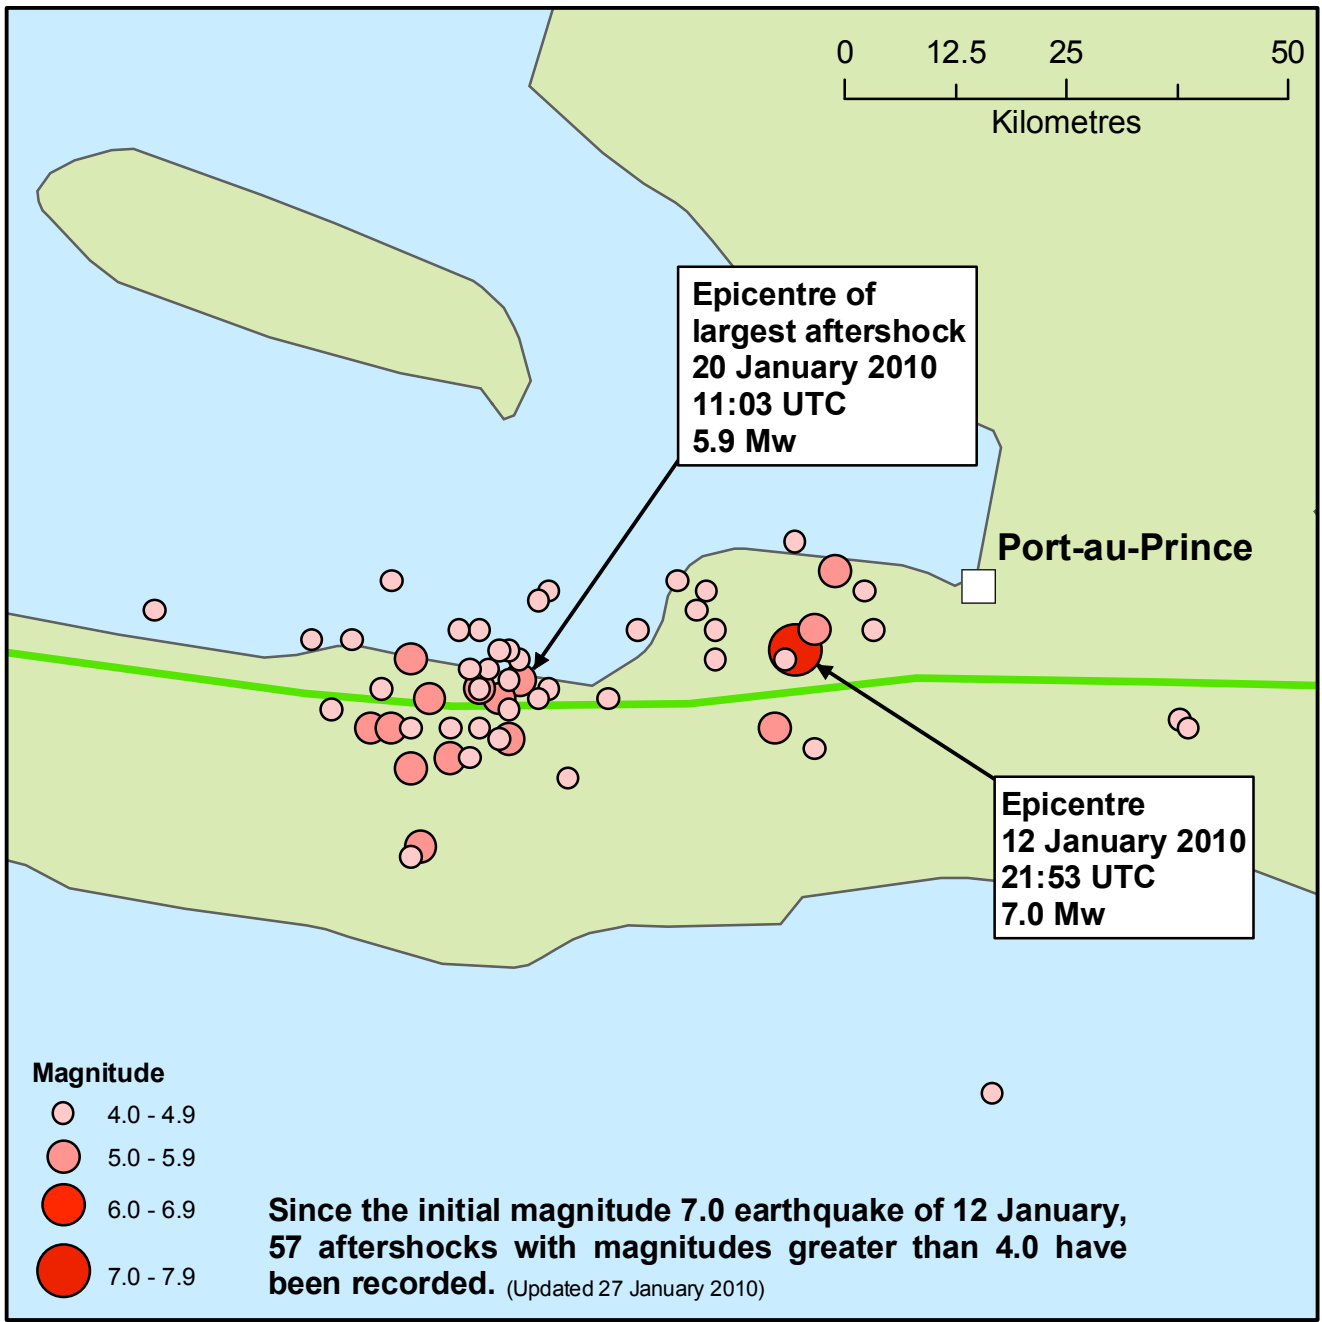 0 12.5 25 50
Kilometres
Epicentre of
largest aftershock
20 January 2010
11:03 UTC
5.9 Mw
Port-au-Prince
Epicentre
12 January 2010
21:53 UTC
7.0 Mw
Magnitude
4.0 - 4.9
5.0 - 5.9
6.0 - 6.9
7.0 - 7.9
Since the initial magnitude 7.0 earthquake of 12 January,
57 aftershocks with magnitudes greater than 4.0 have
been recorded. (Updated 27 January 2010)